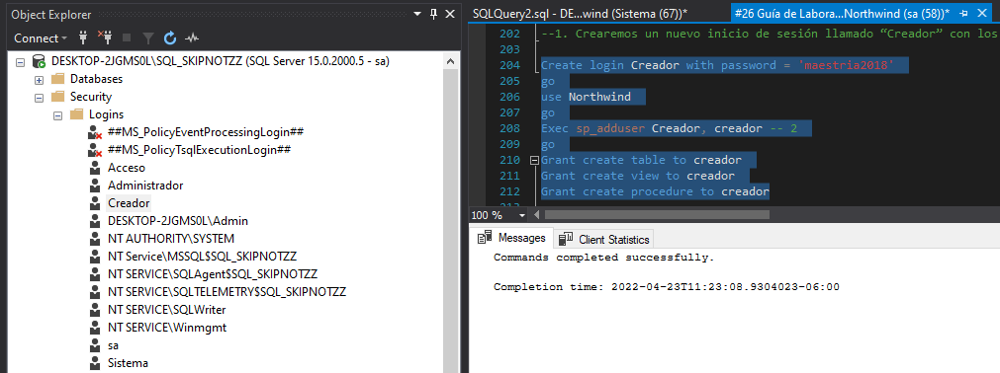 Object Explorer
Connect
DESKTOP-2JGMS0L\SQL_SKIPNOTZZ (SQL Server 15.0.2000.5 - sa)
Databases
Security
Logins
##MS_PolicyEventProcessingLogin##
##MS_PolicyTsqlExecutionLogin##
Acceso
Administrador
Creador
DESKTOP-2JGMS0L\Admin
NT AUTHORITY\SYSTEM
NT Service\MSSQL$SQL_SKIPNOTZZ
NT SERVICE\SQLAgent$SQL_SKIPNOTZZ
NT SERVICE\SQLTELEMETRY$SQL_SKIPNOTZZ
NT SERVICE\SQLWriter
NT SERVICE\Winmgmt
sa
Sistema
SQLQuery2.sql - DE...wind (Sistema (67))*
#26 Guía de Labora...Northwind (sa (58))*
202 --1. Crearemos un nuevo inicio de sesión llamado “Creador” con los
203
204 Create login Creador with password = 'maestria2018'
205 go
206 use Northwind
207 go
208 Exec sp_adduser Creador, creador -- 2
209 go
210 Grant create table to creador
211 Grant create view to creador
212 Grant create procedure to creador
100 %
Messages
Client Statistics
Commands completed successfully.
Completion time: 2022-04-23T11:23:08.9304023-06:00